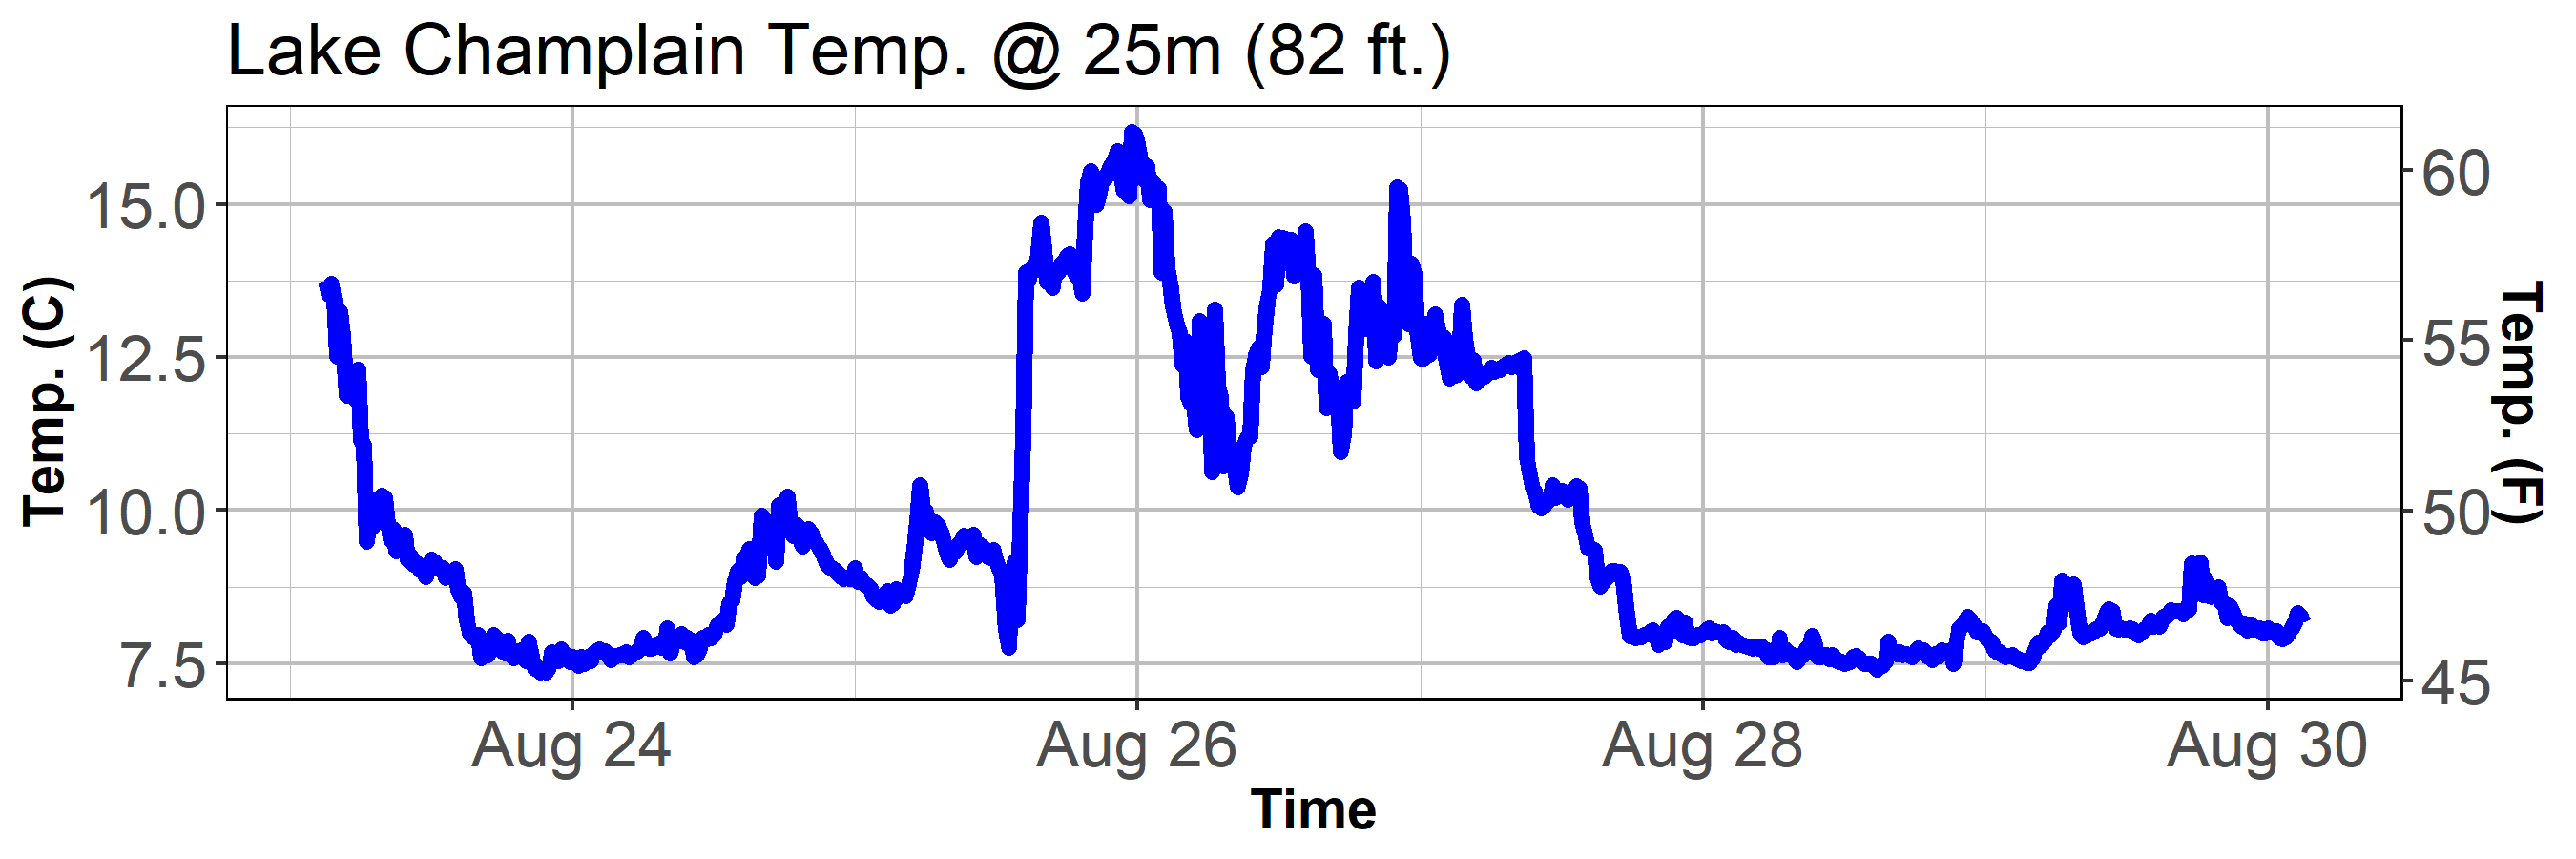 Lake Champlain Temp. @ 25m (82 ft.)
Temp. (C)
15.0
12.5
10.0
7.5
60
55
50
45
Temp. (F)
Aug 24
Aug 26
Aug 28
Aug 30
Time